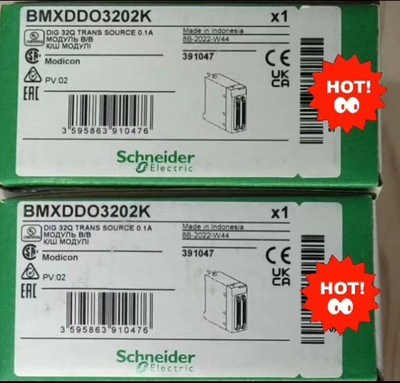 BMXDDO3202K x1
DIG 32Q TRANS SOURCE 0.1A
МОДУЛЬ В/В
К/Ш МОДУЛІ
Made in Indonesia
8B-2022-W44
Modicon
391047
PV:02
CE
UK
CA
EAC
3 595863 910476
Schneider
Electric
HOT!
BMXDDO3202K x1
DIG 32Q TRANS SOURCE 0.1A
МОДУЛЬ В/В
К/Ш МОДУЛІ
Made in Indonesia
8B-2022-W44
Modicon
391047
PV:02
CE
UK
CA
EAC
3 595863 910476
Schneider
Electric
HOT!